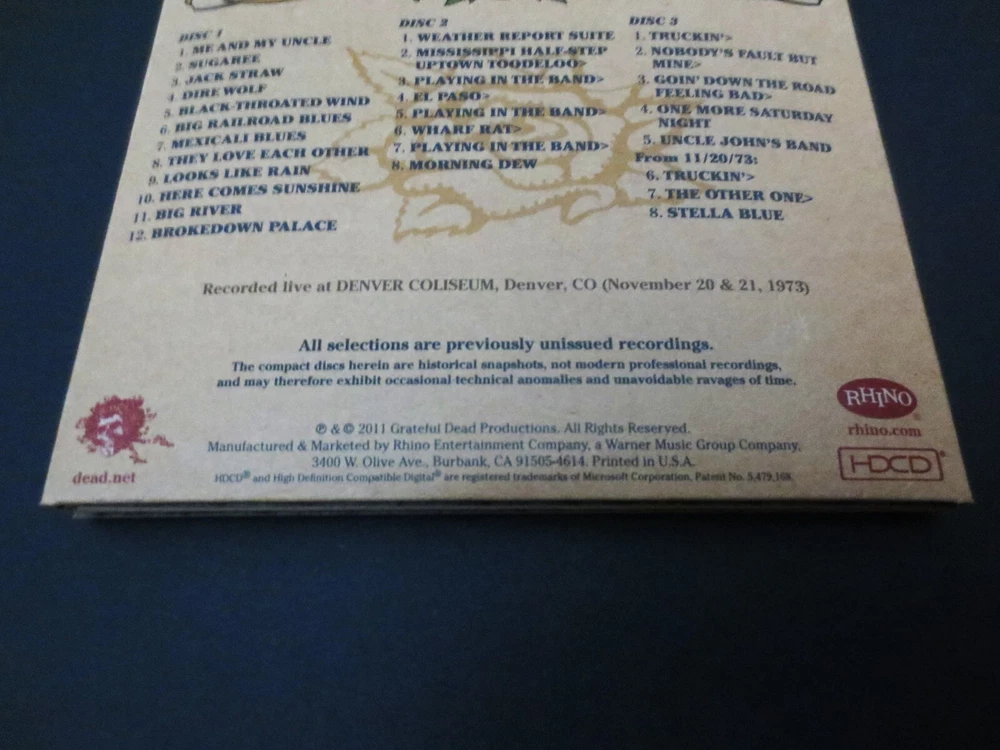 DISC 1
1. ME AND MY UNCLE
2. SUGAREE
3. JACK STRAW
4. DIRE WOLF
5. BLACK-THROATED WIND
6. BIG RAILROAD BLUES
7. MEXICALI BLUES
8. THEY LOVE EACH OTHER
9. LOOKS LIKE RAIN
10. HERE COMES SUNSHINE
11. BIG RIVER
12. BROKEDOWN PALACE
DISC 2
1. WEATHER REPORT SUITE
2. MISSISSIPPI HALF-STEP
UPTOWN TOODELOO>
3. PLAYING IN THE BAND>
4. EL PASO>
5. PLAYING IN THE BAND>
6. WHARF RAT>
7. PLAYING IN THE BAND>
8. MORNING DEW
DISC 3
1. TRUCKIN'>
2. NOBODY'S FAULT BUT
MINE>
3. GOIN' DOWN THE ROAD
FEELING BAD>
4. ONE MORE SATURDAY
NIGHT
5. UNCLE JOHN'S BAND
From 11/20/73:
6. TRUCKIN'>
7. THE OTHER ONE>
8. STELLA BLUE
Recorded live at DENVER COLISEUM, Denver, CO (November 20 & 21, 1973)
All selections are previously unissued recordings.
The compact discs herein are historical snapshots, not modern professional recordings,
and may therefore exhibit occasional technical anomalies and unavoidable ravages of time.
℗ & © 2011 Grateful Dead Productions. All Rights Reserved.
Manufactured & Marketed by Rhino Entertainment Company, a Warner Music Group Company,
3400 W. Olive Ave., Burbank, CA 91505-4614. Printed in U.S.A.
HDCD® and High Definition Compatible Digital® are registered trademarks of Microsoft Corporation, Patent No. 5,479,168.
dead.net
RHINO
rhino.com
HDCD®